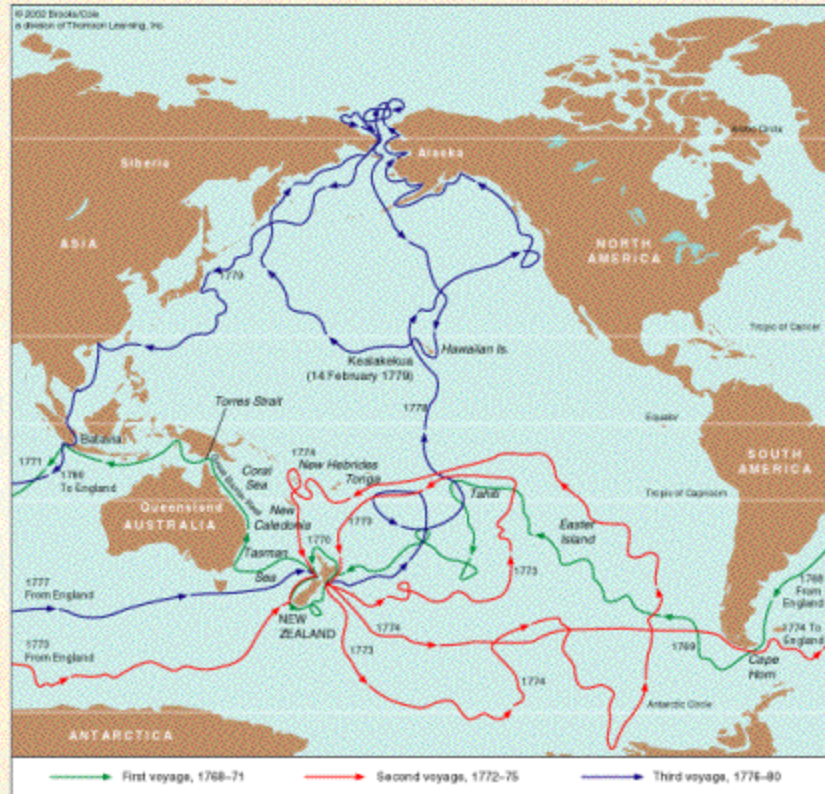 © 2002 Brooks/Cole
a division of Thomson Learning, Inc.
Arctic Circle
Siberia
Alaska
ASIA
NORTH
AMERICA
1779
Tropic of Cancer
Hawaiian Is.
Kealakekua
(14 February 1779)
Torres Strait
1778
Equator
Batavia
1774
SOUTH
AMERICA
1771
1780
To England
Coral
Sea
New Hebrides
Tonga
Great Barrier Reef
Tahiti
Tropic of Capricorn
Queensland
AUSTRALIA
New
Caledonia
1773
Easter
Island
1770
Tasman
Sea
1777
From England
1773
1768
From
England
NEW
ZEALAND
1774
1774 To
England
1773
From England
1773
1769
Cape
Horn
1774
Antarctic Circle
ANTARCTICA
First voyage, 1768–71
Second voyage, 1772–75
Third voyage, 1776–80